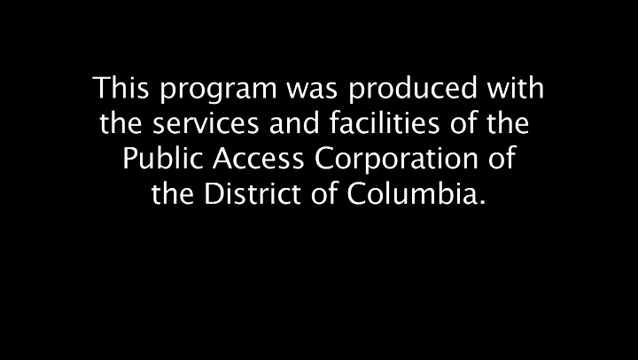 This program was produced with
the services and facilities of the
Public Access Corporation of
the District of Columbia.